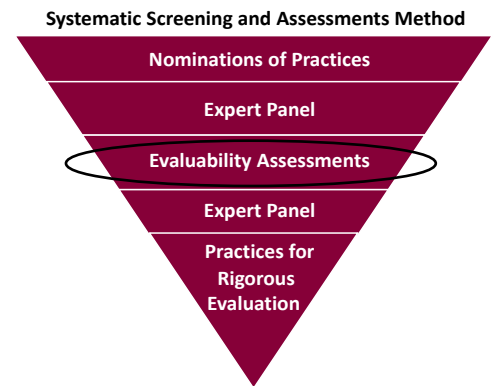 Systematic Screening and Assessments Method
Nominations of Practices
Expert Panel
Evaluability Assessments
Expert Panel
Practices for
Rigorous
Evaluation